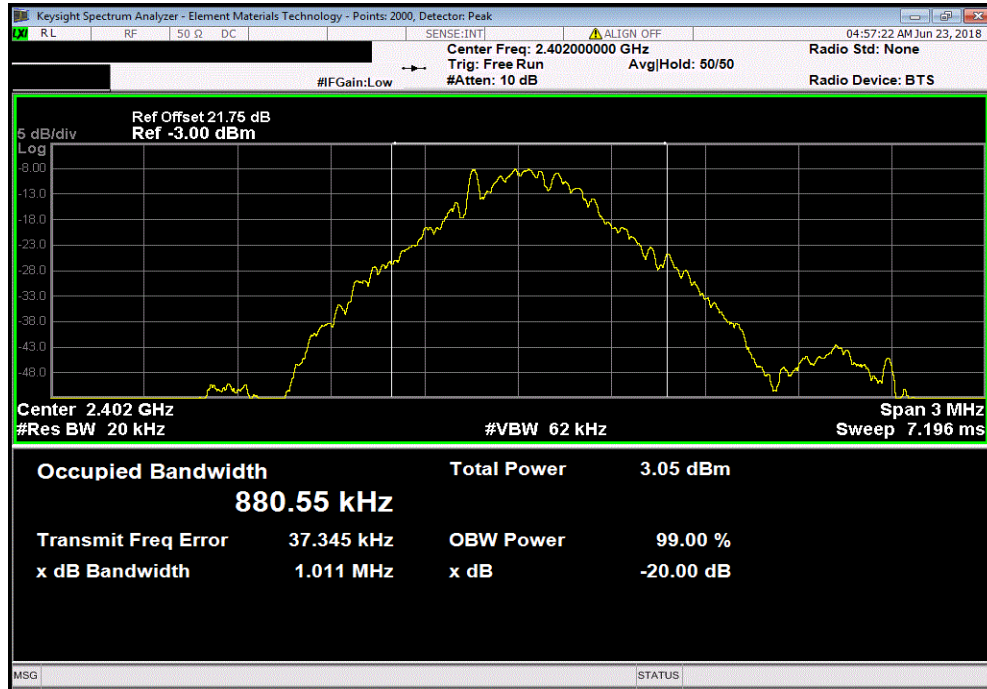 Keysight Spectrum Analyzer - Element Materials Technology - Points: 2000, Detector: Peak
LXI RL RF 50 Ω DC SENSE:INT ALIGN OFF 04:57:22 AM Jun 23, 2018
Center Freq: 2.402000000 GHz Radio Std: None
Trig: Free Run Avg|Hold: 50/50
#IFGain:Low #Atten: 10 dB Radio Device: BTS
Ref Offset 21.75 dB
5 dB/div Ref -3.00 dBm
Log
-8.00
-13.0
-18.0
-23.0
-28.0
-33.0
-38.0
-43.0
-48.0
Center 2.402 GHz Span 3 MHz
#Res BW 20 kHz #VBW 62 kHz Sweep 7.196 ms
Occupied Bandwidth Total Power 3.05 dBm
880.55 kHz
Transmit Freq Error 37.345 kHz OBW Power 99.00 %
x dB Bandwidth 1.011 MHz x dB -20.00 dB
MSG STATUS